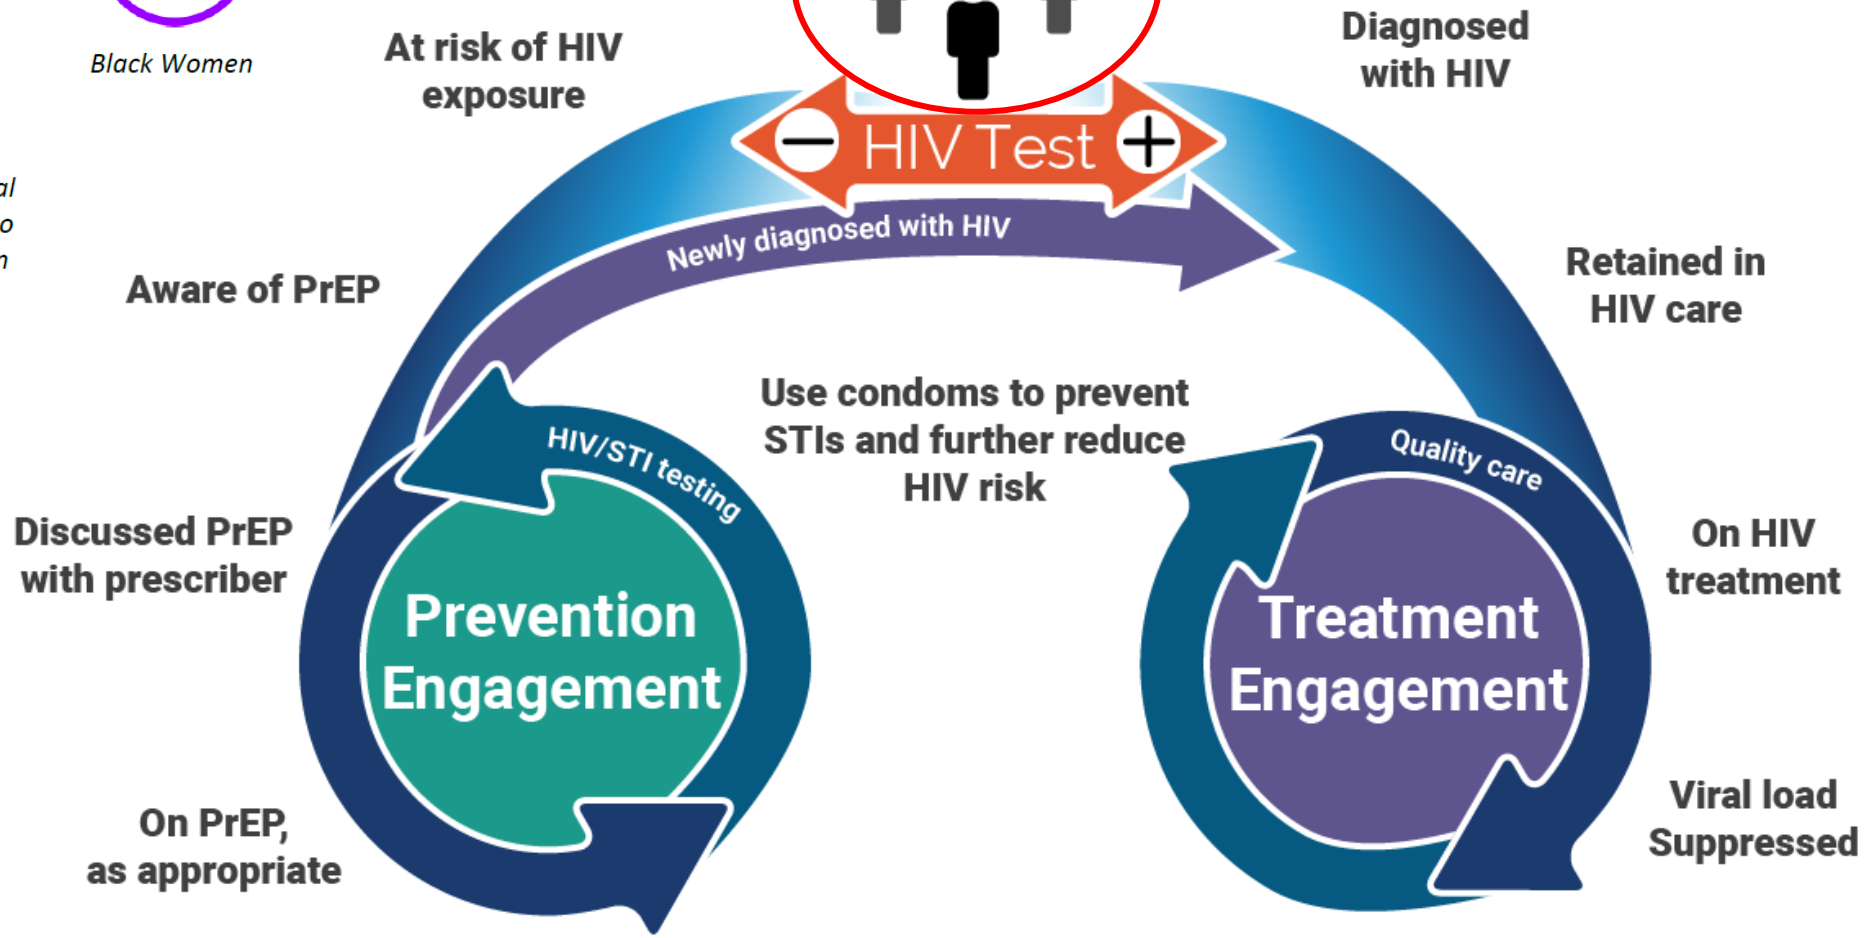 Black Women
At risk of HIV
exposure
Diagnosed
with HIV
HIV Test
Newly diagnosed with HIV
Aware of PrEP
Retained in
HIV care
Use condoms to prevent
STIs and further reduce
HIV risk
HIV/STI testing
Quality care
Discussed PrEP
with prescriber
On HIV
treatment
Prevention
Engagement
Treatment
Engagement
On PrEP,
as appropriate
Viral load
Suppressed